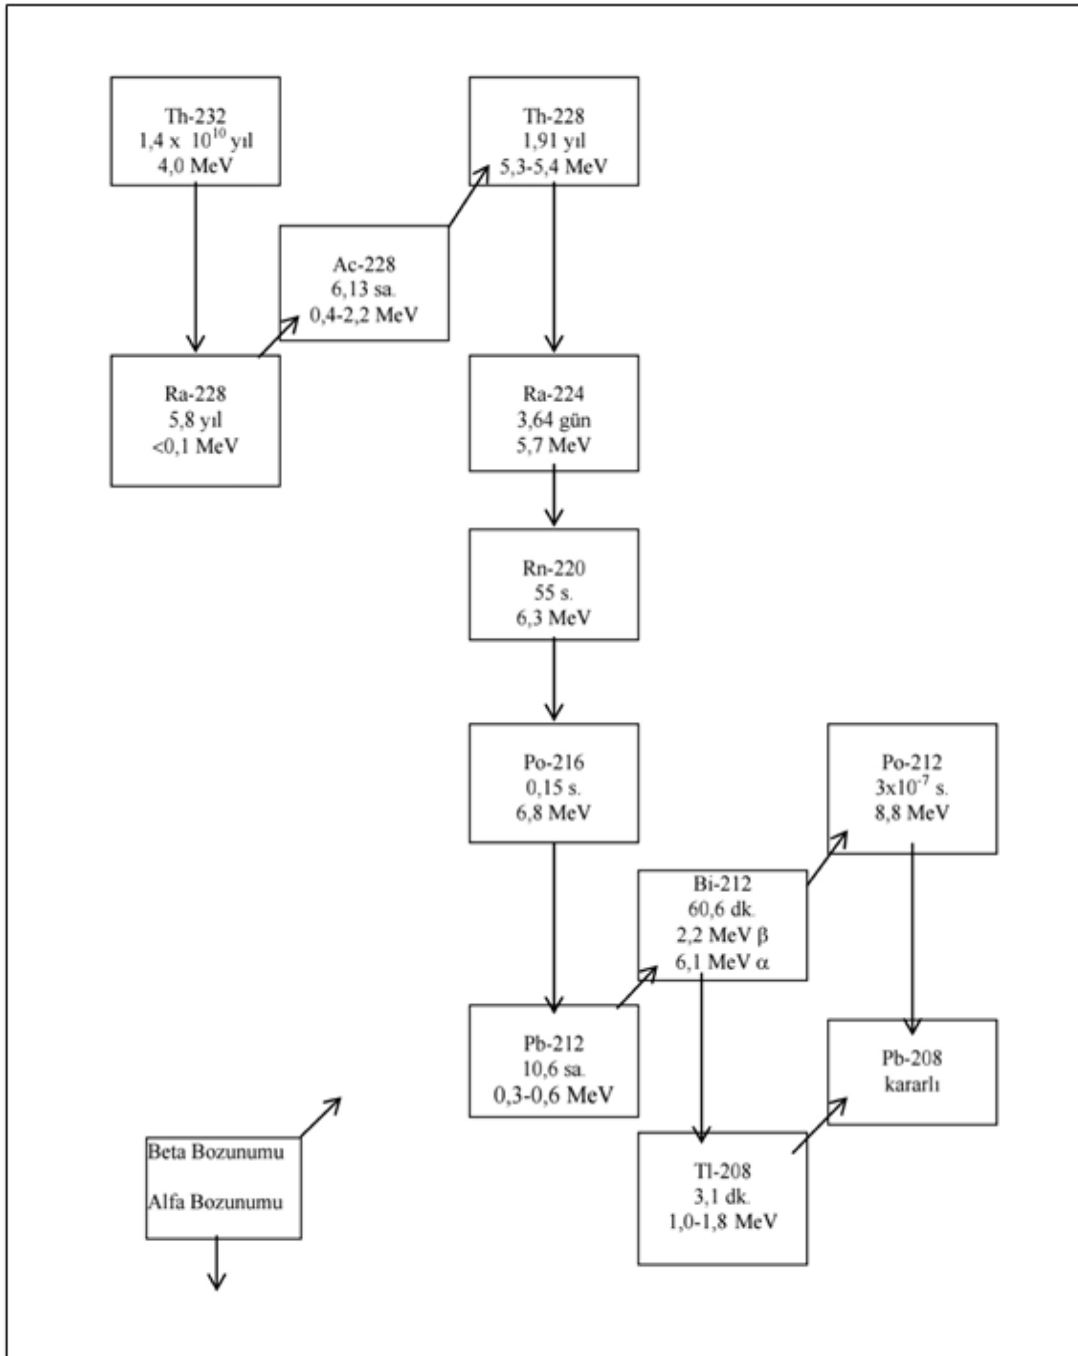 Th-232
1,4 x 10¹⁰ yıl
4,0 MeV
Th-228
1,91 yıl
5,3-5,4 MeV
Ac-228
6,13 sa.
0,4-2,2 MeV
Ra-228
5,8 yıl
<0,1 MeV
Ra-224
3,64 gün
5,7 MeV
Rn-220
55 s.
6,3 MeV
Po-216
0,15 s.
6,8 MeV
Po-212
3x10⁻⁷ s.
8,8 MeV
Bi-212
60,6 dk.
2,2 MeV β
6,1 MeV α
Pb-212
10,6 sa.
0,3-0,6 MeV
Pb-208
kararlı
Tl-208
3,1 dk.
1,0-1,8 MeV
Beta Bozunumu
Alfa Bozunumu